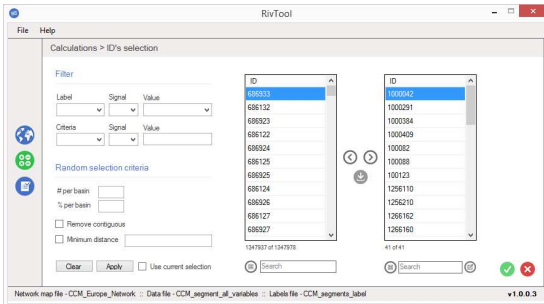 RivTool
File Help
Calculations > ID's selection
Filter
Label Signal Value
Criteria Signal Value
Random selection criteria
# per basin
% per basin
Remove contiguous
Minimum distance
Clear Apply Use current selection
ID
686933
686132
686923
686122
686924
686125
686925
686124
686926
686127
686927
1347937 of 1347978
Search
ID
1000042
1000291
1000384
1000409
100082
100088
100123
1256110
1256210
1266162
1266160
41 of 41
Search
Network map file - CCM_Europe_Network :: Data file - CCM_segment_all_variables :: Labels file - CCM_segments_label v1.0.0.3